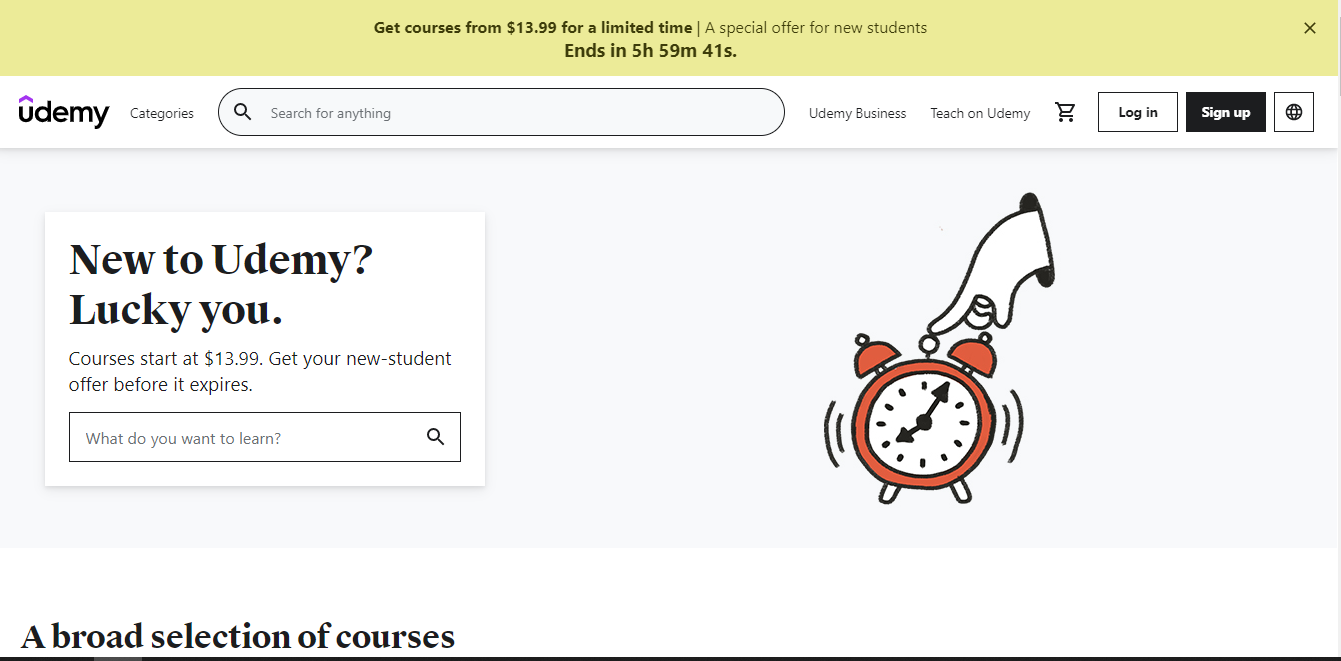 Get courses from $13.99 for a limited time | A special offer for new students
Ends in 5h 59m 41s.
udemy
Categories
Search for anything
Udemy Business
Teach on Udemy
Log in
Sign up
New to Udemy?
Lucky you.
Courses start at $13.99. Get your new-student
offer before it expires.
What do you want to learn?
A broad selection of courses